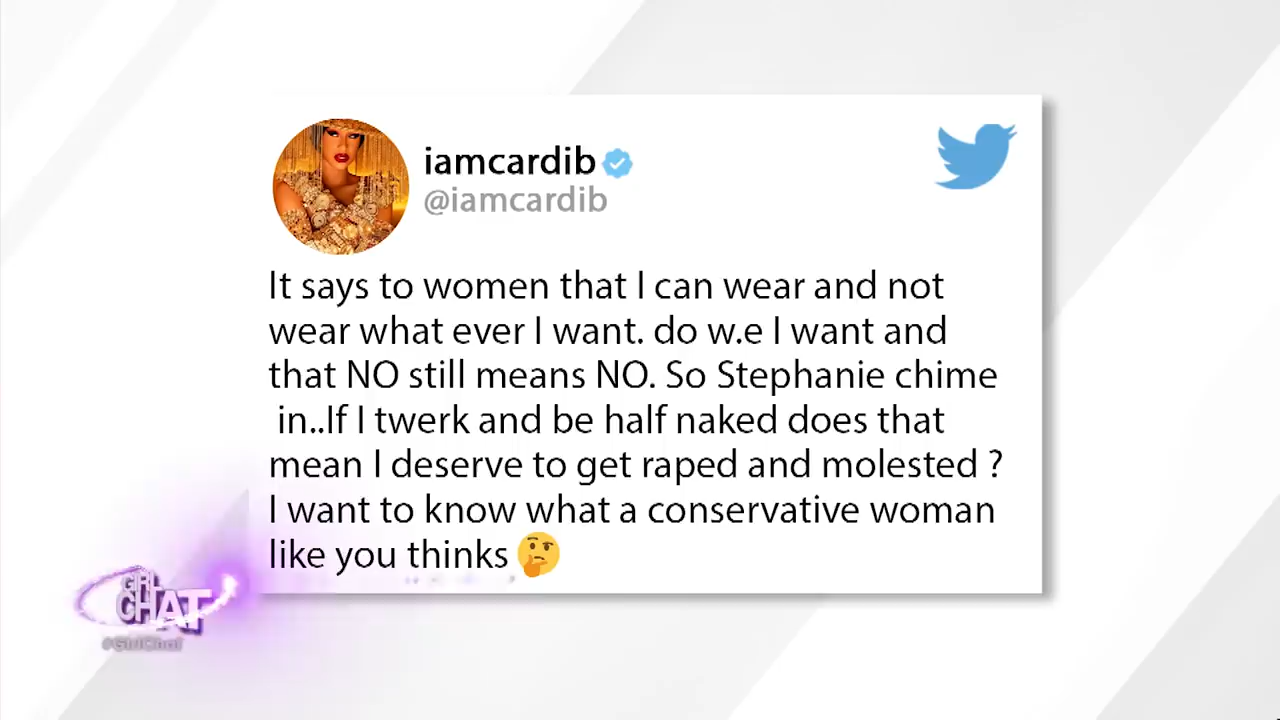 iamcardib
@iamcardib
It says to women that I can wear and not
wear what ever I want. do w.e I want and
that NO still means NO. So Stephanie chime
in..If I twerk and be half naked does that
mean I deserve to get raped and molested ?
I want to know what a conservative woman
like you thinks 🤔
GIRL
CHAT
#GirlChat